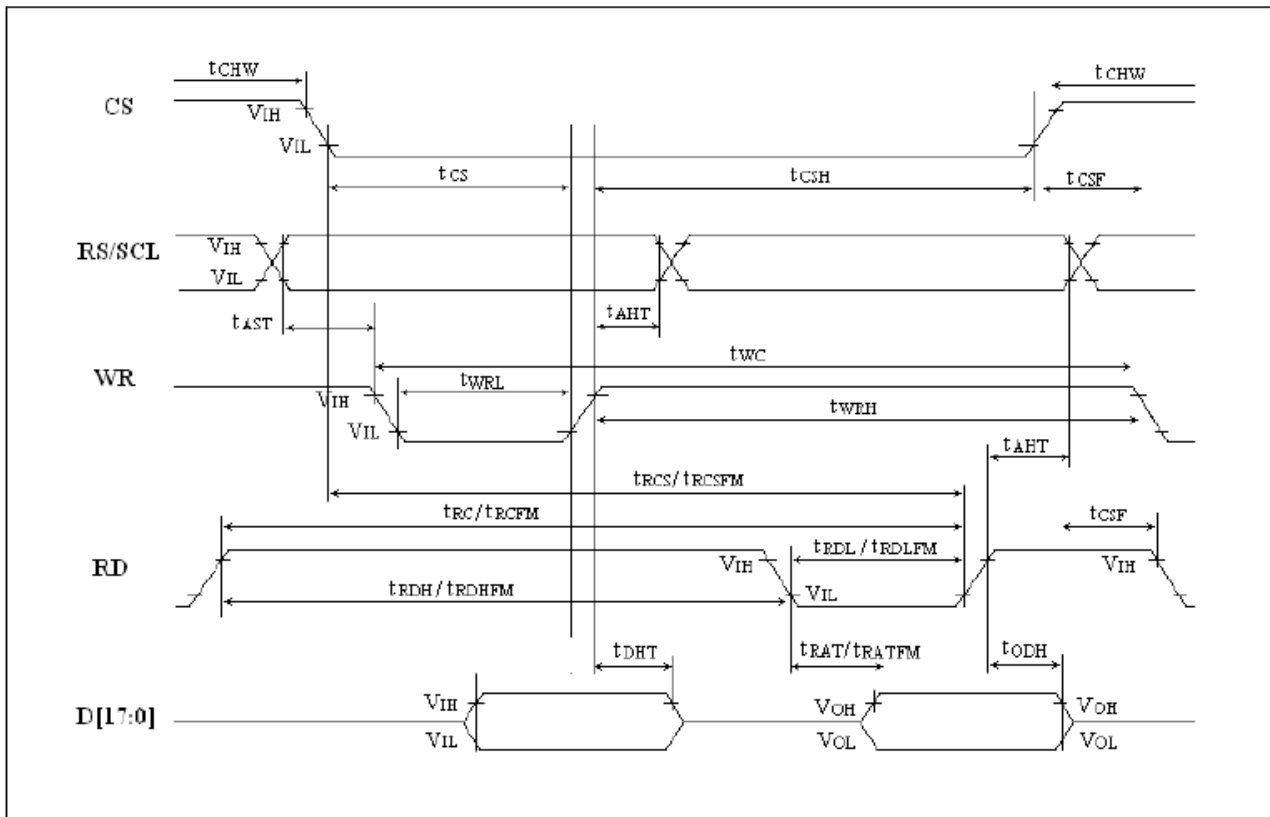 tCHW
tCHW
CS
VIH
VIL
tCS
tCSH
tCSF
RS/SCL
VIH
VIL
tAST
tAHT
tWC
WR
tWRL
VIH
tWRH
VIL
tAHT
tRCS/tRCSFM
tRC/tRCFM
tCSF
RD
tRDL/tRDLFM
VIH
VIH
tRDH/tRDHFM
VIL
tDHT
tRAT/tRATFM
tODH
D[17:0]
VIH
VOH
VOH
VIL
VOL
VOL